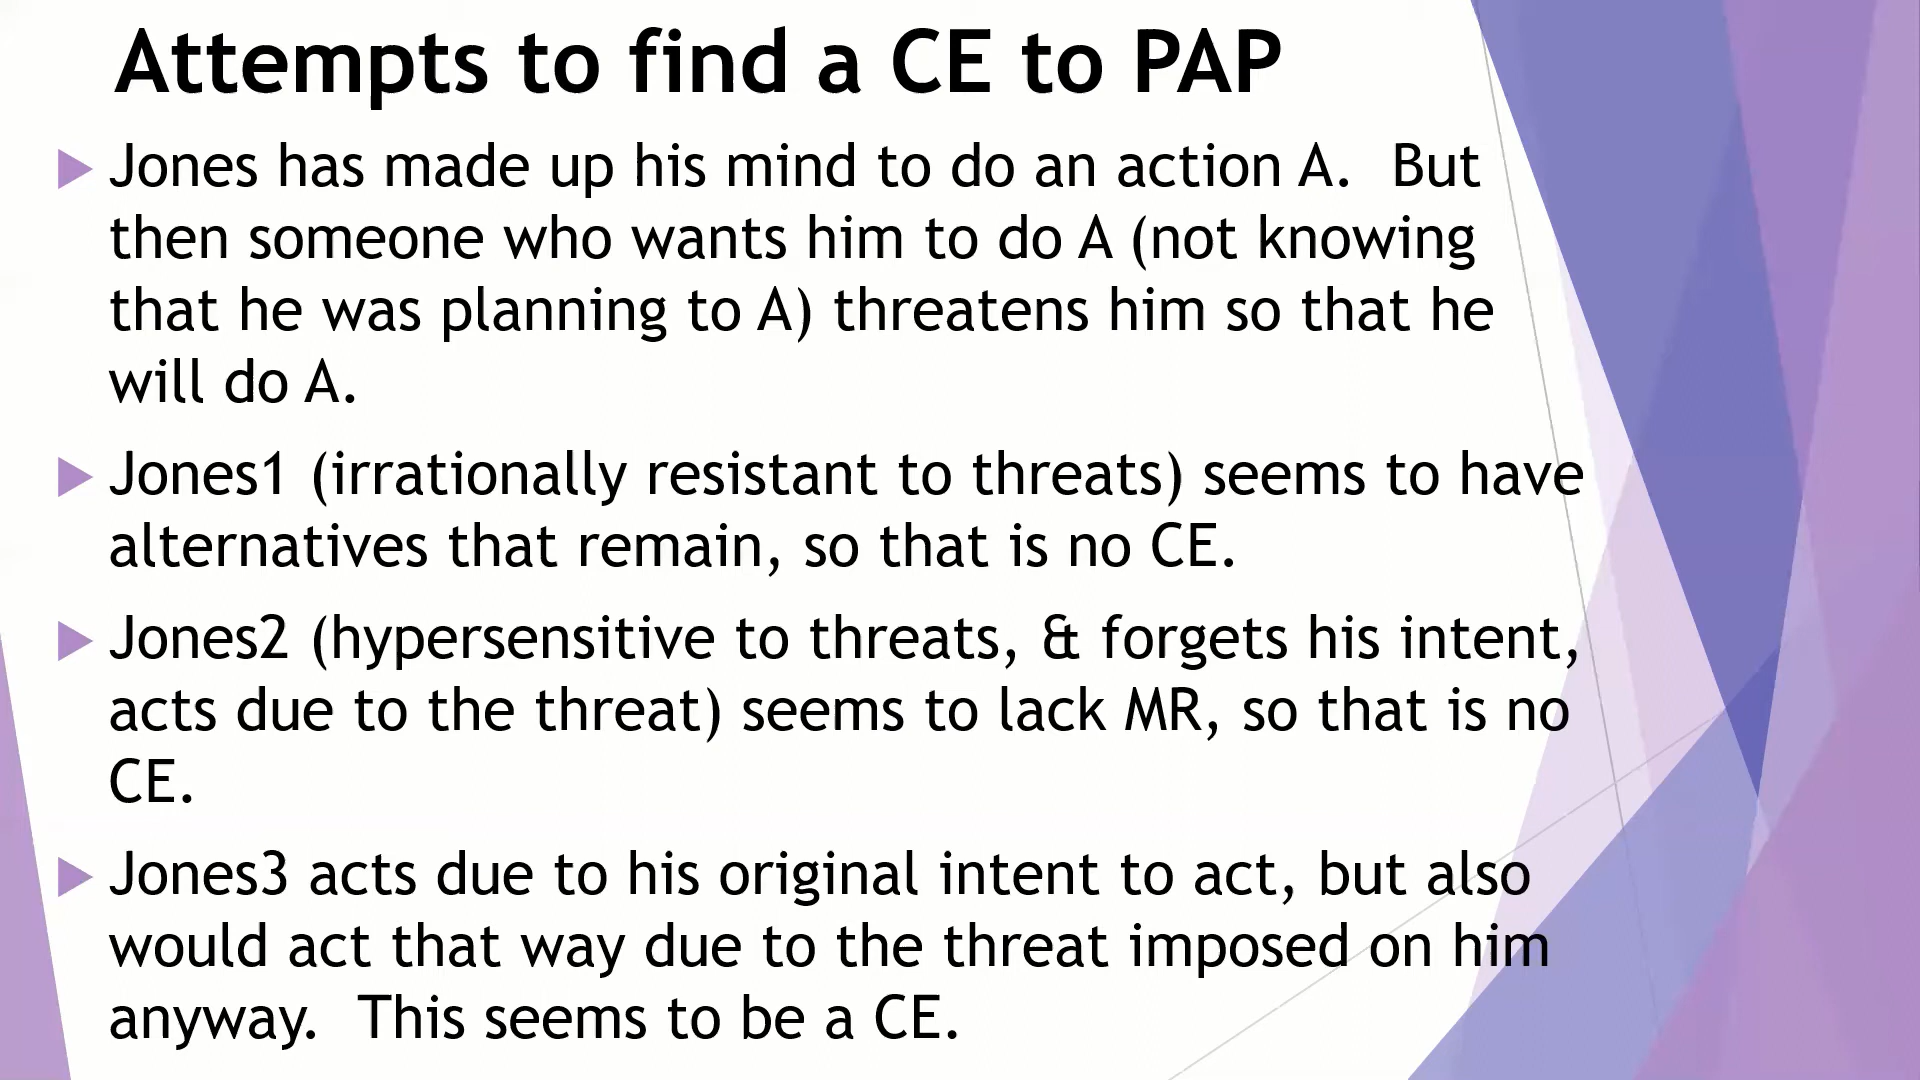 Attempts to find a CE to PAP
Jones has made up his mind to do an action A.  But
then someone who wants him to do A (not knowing
that he was planning to A) threatens him so that he
will do A.
Jones1 (irrationally resistant to threats) seems to have
alternatives that remain, so that is no CE.
Jones2 (hypersensitive to threats, & forgets his intent,
acts due to the threat) seems to lack MR, so that is no
CE.
Jones3 acts due to his original intent to act, but also
would act that way due to the threat imposed on him
anyway.  This seems to be a CE.